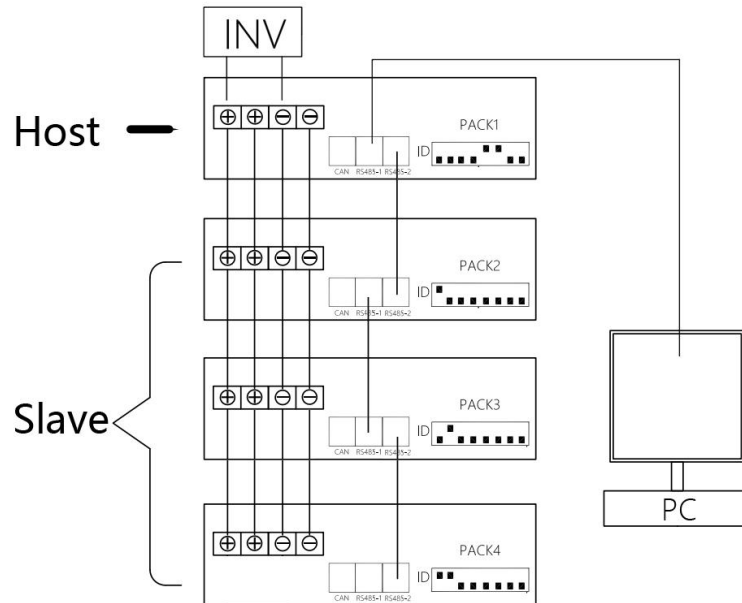 INV
Host
PACK1
ID
CAN RS485-1 RS485-2
PACK2
ID
CAN RS485-1 RS485-2
Slave
PACK3
ID
CAN RS485-1 RS485-2
PC
PACK4
ID
CAN RS485-1 RS485-2